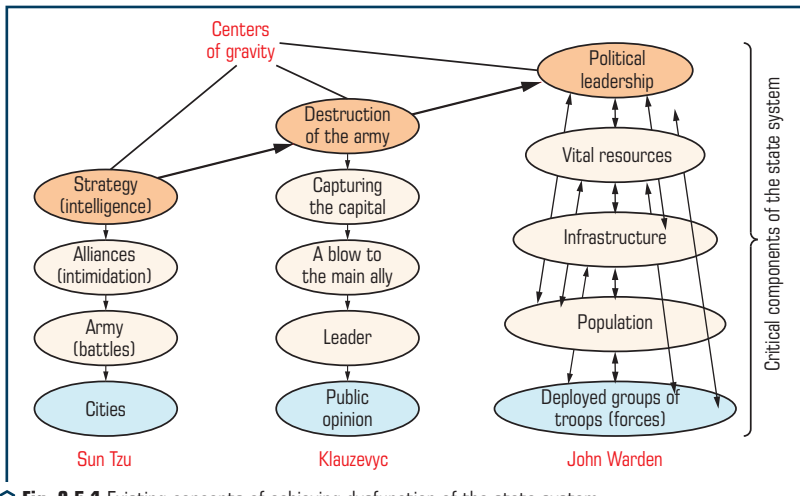 Centers
of gravity
Strategy
(intelligence)
Alliances
(intimidation)
Army
(battles)
Cities
Sun Tzu
Destruction
of the army
Capturing
the capital
A blow to
the main ally
Leader
Public
opinion
Klauzevyc
Political
leadership
Vital resources
Infrastructure
Population
Deployed groups of
troops (forces)
John Warden
Critical components of the state system